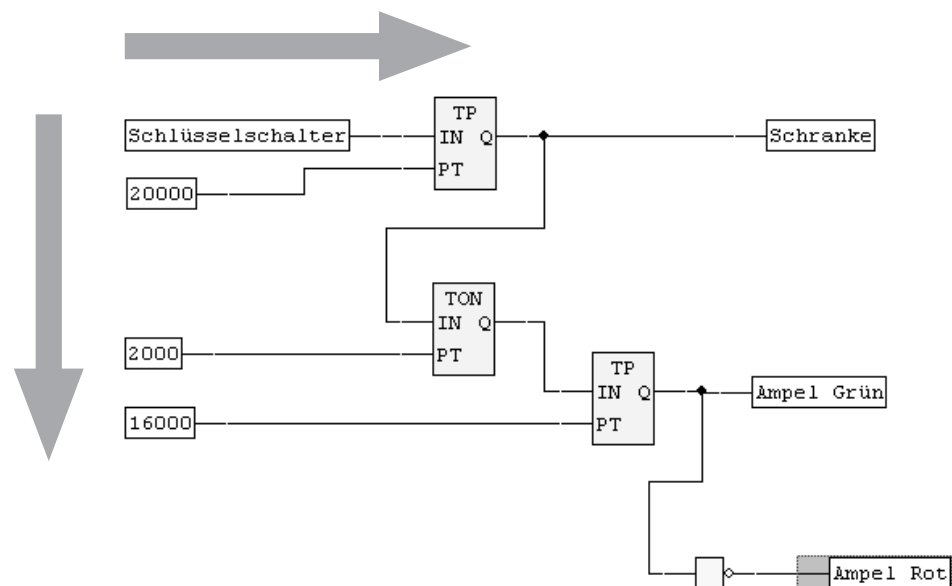 TP
Schlüsselschalter
IN Q
Schranke
PT
20000
TON
IN Q
2000
PT
TP
IN Q
Ampel Grün
16000
PT
Ampel Rot